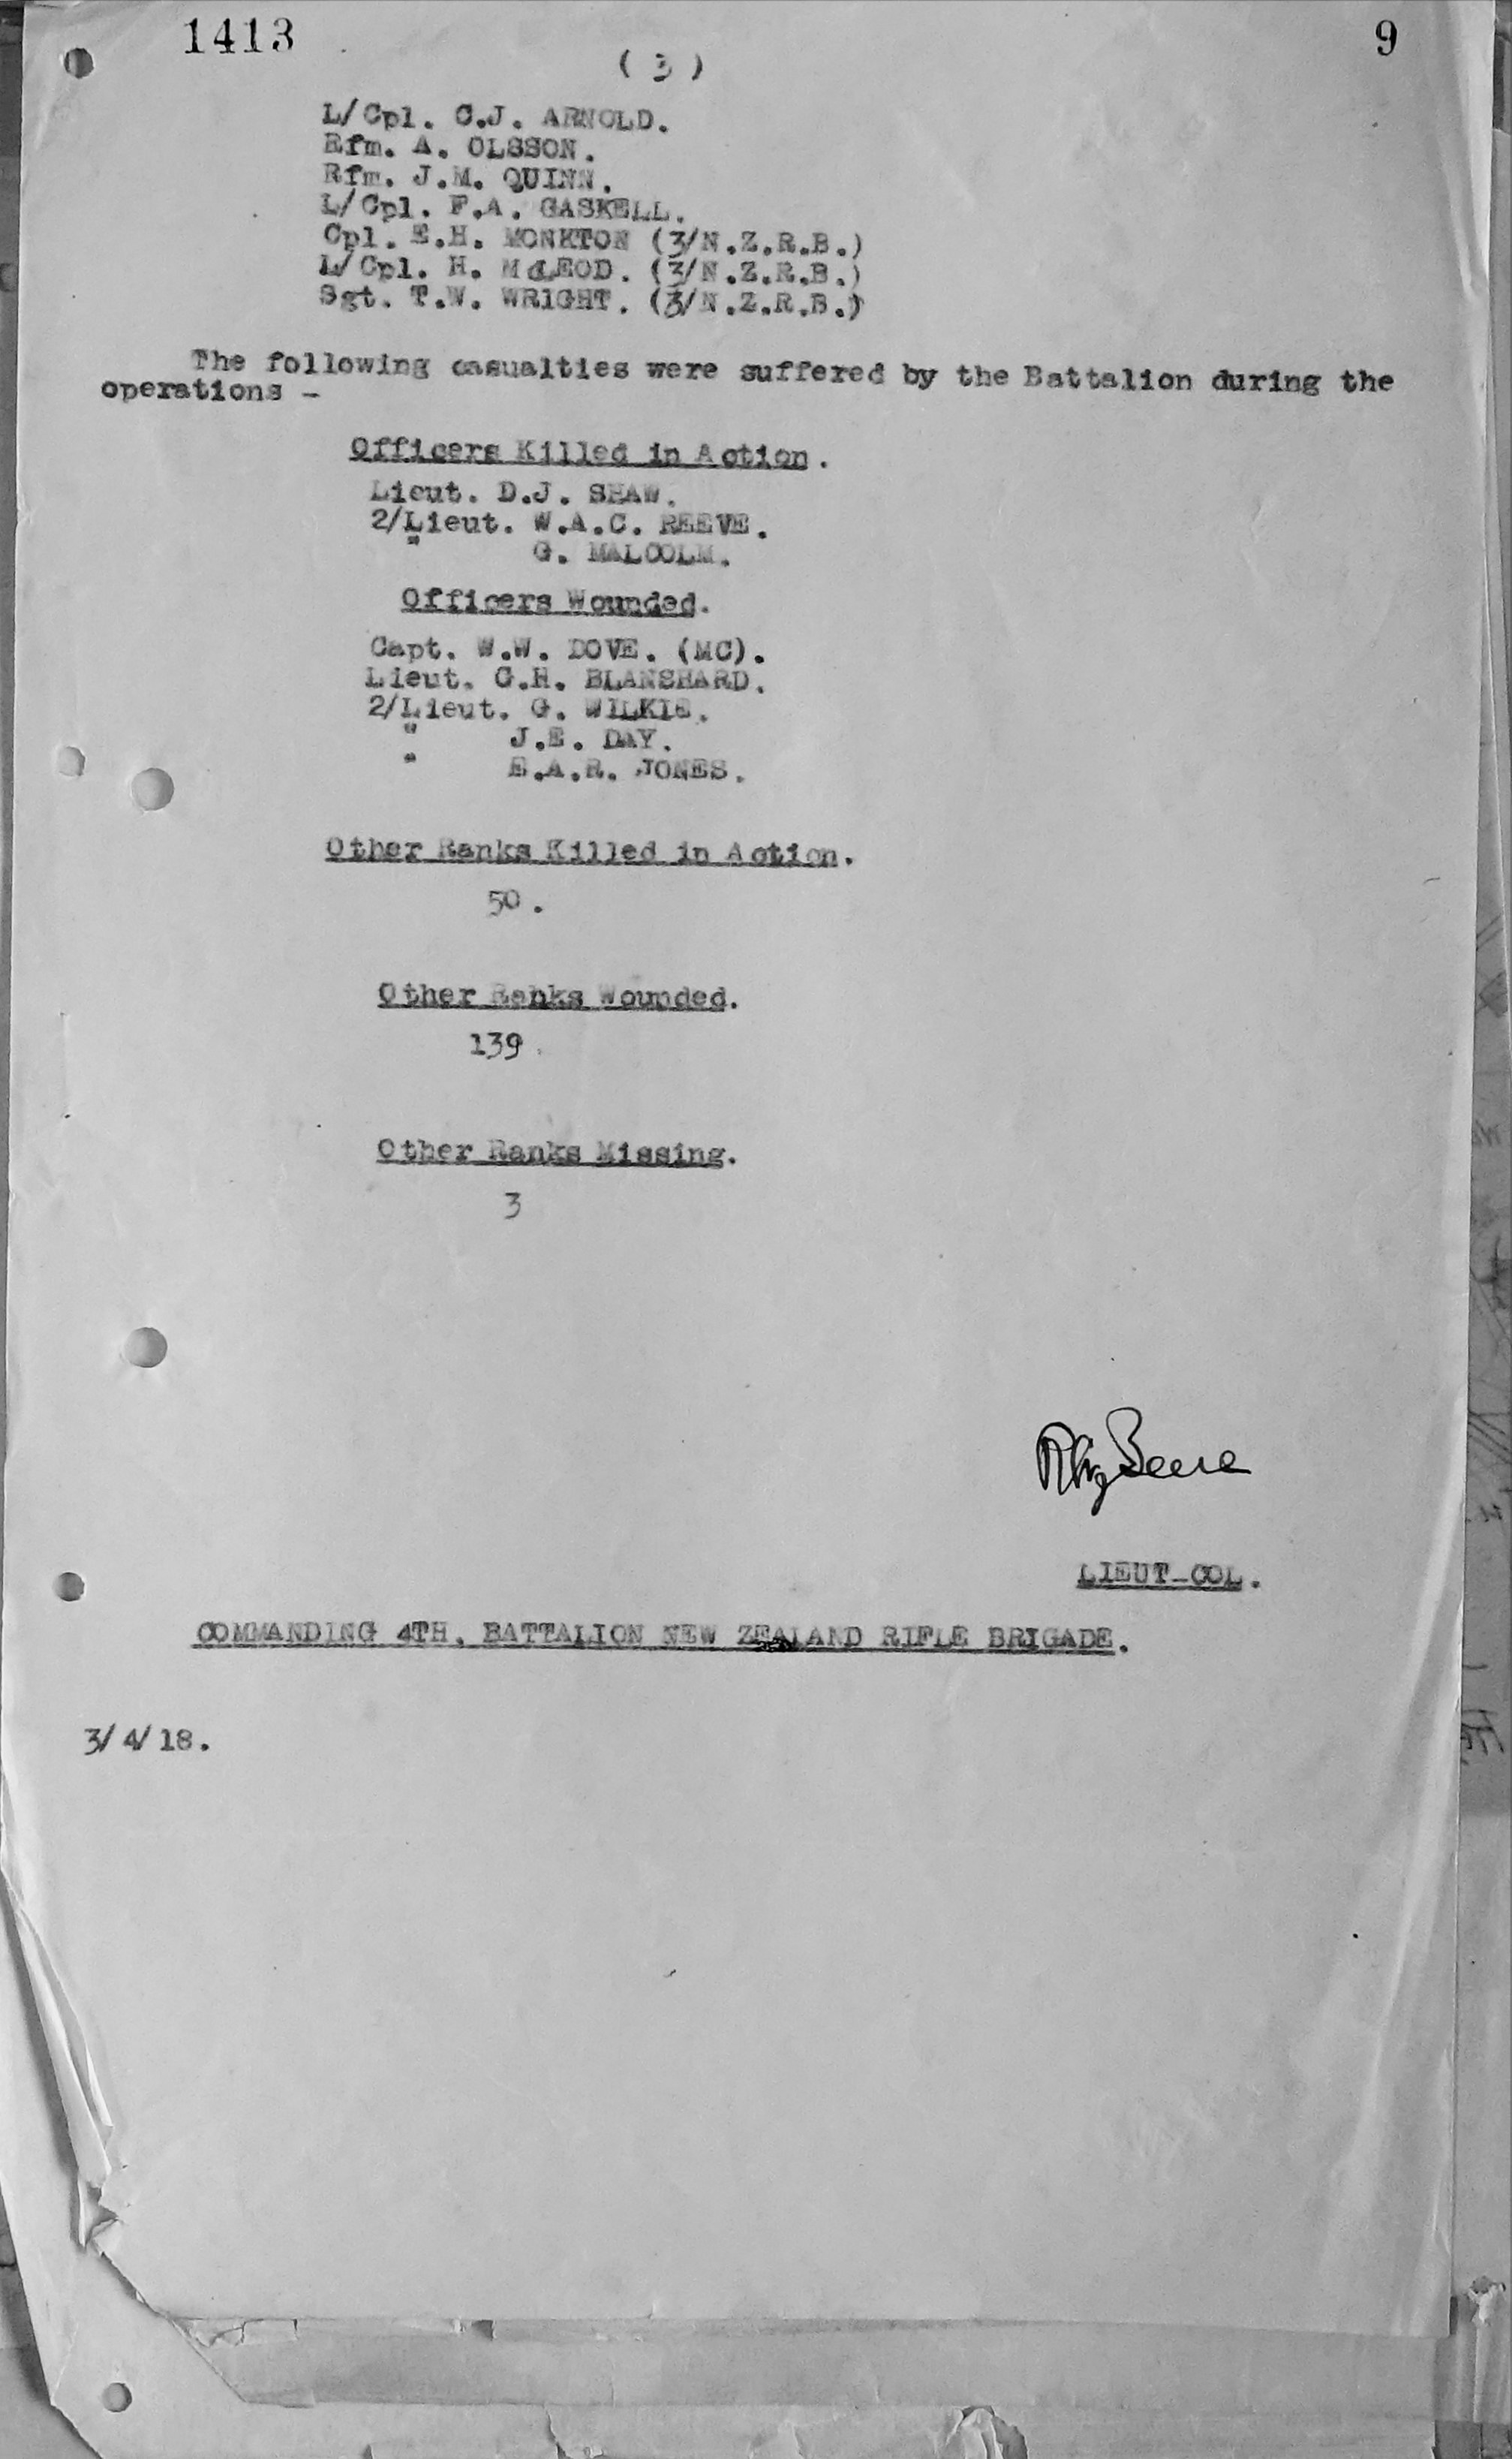 1413
9
( 3 )
L/Cpl. C.J. ARNOLD.
Rfm. A. OLSSON.
Rfm. J.M. QUINN.
L/Cpl. F.A. GASKELL.
Cpl. E.H. MONKTON (3/N.Z.R.B.)
L/Cpl. H. McLEOD. (3/N.Z.R.B.)
Sgt. T.W. WRIGHT. (3/N.Z.R.B.)
The following casualties were suffered by the Battalion during the
operations -
Officers Killed in Action.
Lieut. D.J. SHAW.
2/Lieut. W.A.C. REEVE.
" G. MALCOLM.
Officers Wounded.
Capt. W.W. DOVE. (MC).
Lieut. G.H. BLANSHARD.
2/Lieut. G. WILKIE.
" J.E. DAY.
" E.A.R. JONES.
Other Ranks Killed in Action.
50.
Other Ranks Wounded.
139.
Other Ranks Missing.
3
LIEUT-COL.
COMMANDING 4TH. BATTALION NEW ZEALAND RIFLE BRIGADE.
3/4/18.